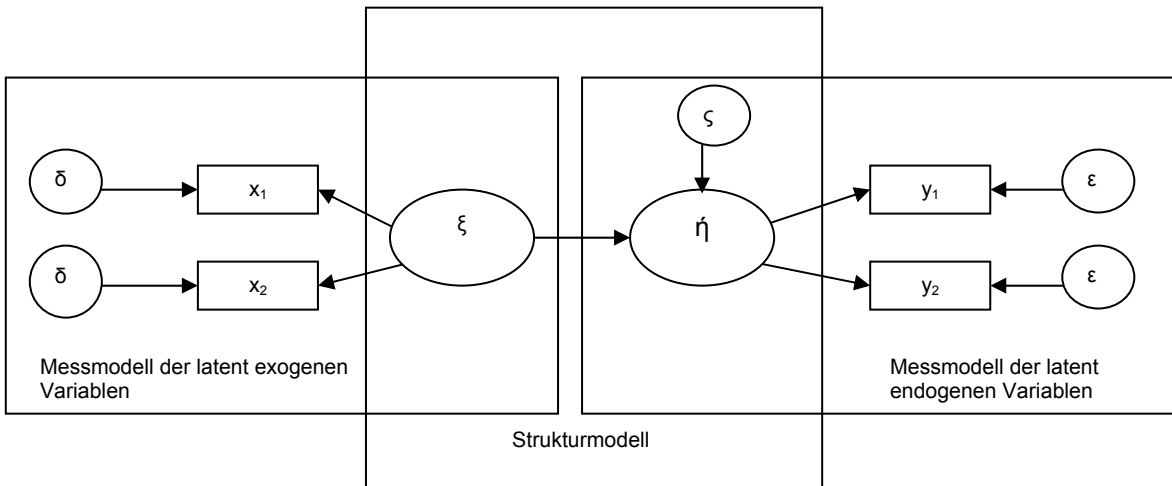 ς
δ
x₁
ξ
ή
y₁
ε
δ
x₂
y₂
ε
Messmodell der latent exogenen
Variablen
Messmodell der latent
endogenen Variablen
Strukturmodell